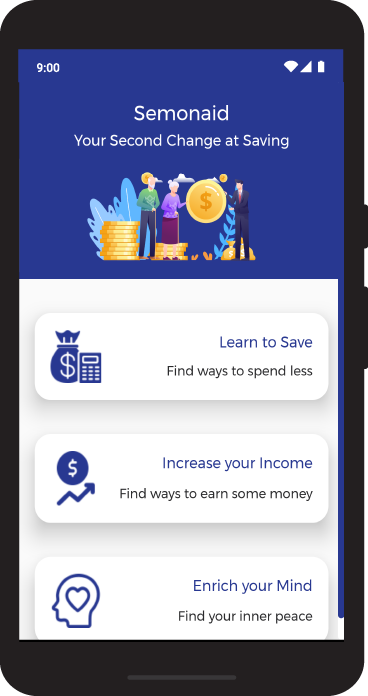 9:00
Semonaid
Your Second Change at Saving
$
$
Learn to Save
Find ways to spend less
$
Increase your Income
Find ways to earn some money
Enrich your Mind
Find your inner peace